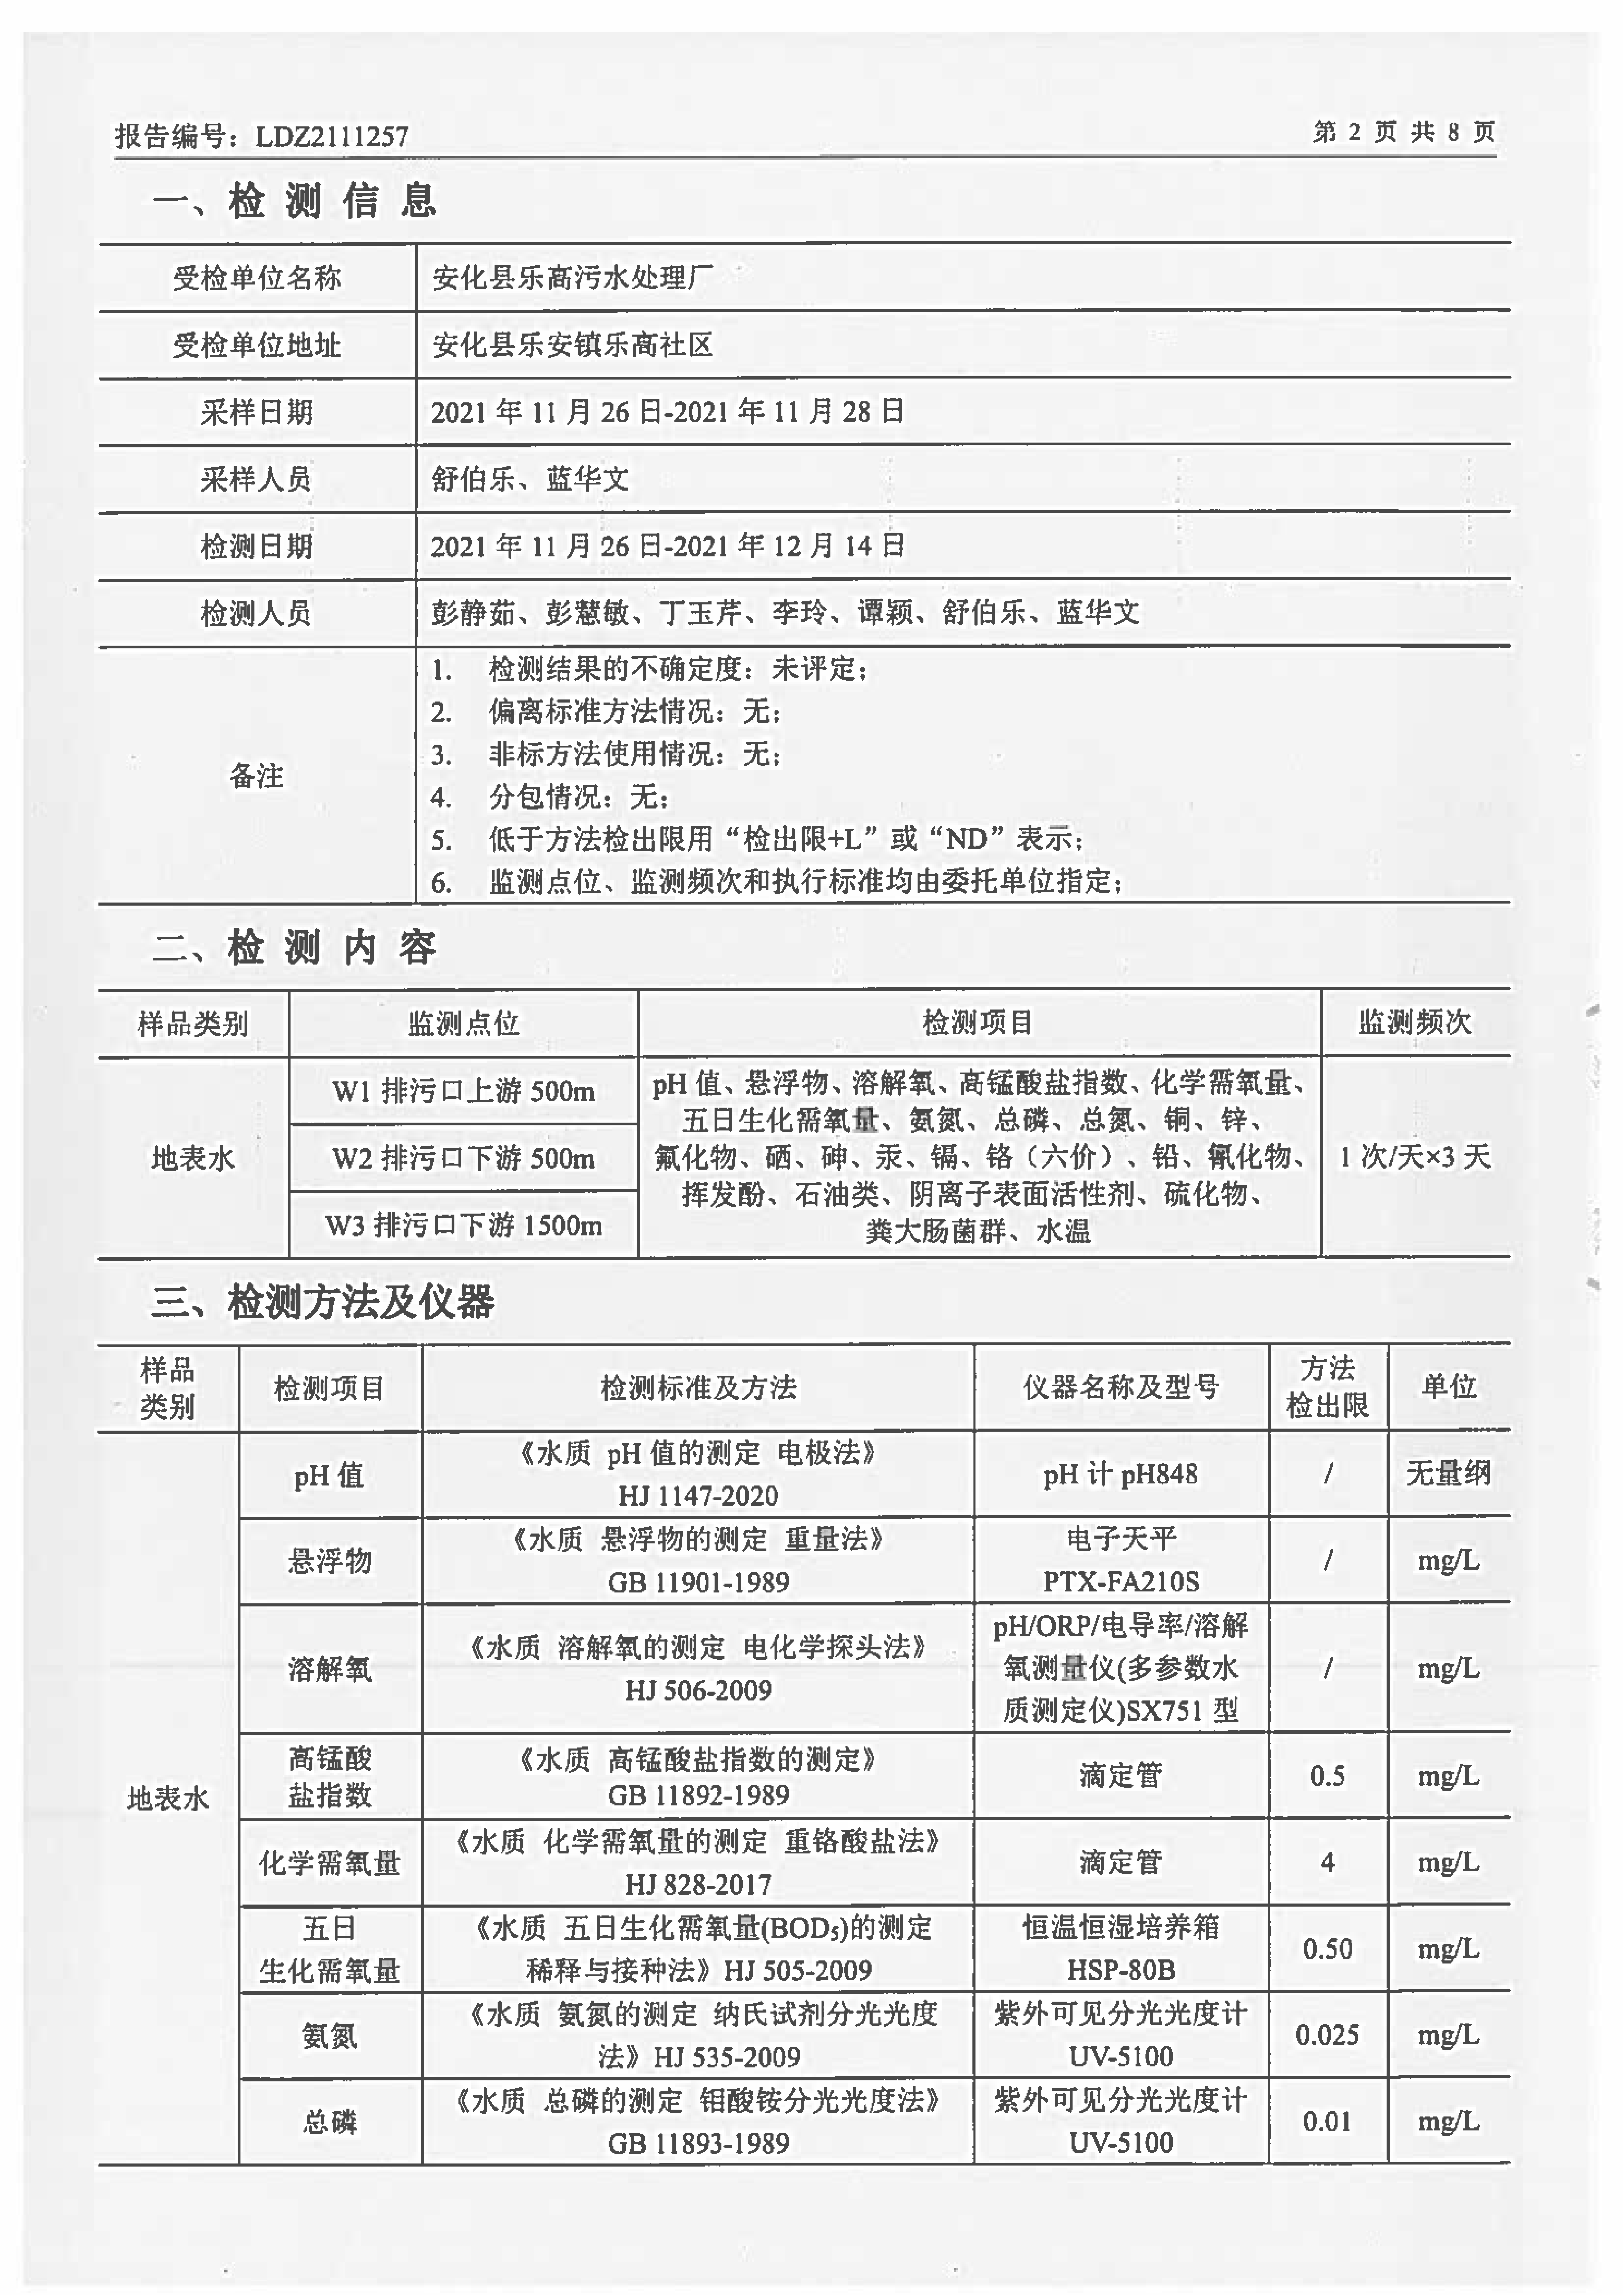 报告编号：LDZ2111257
第 2 页 共 8 页
一、检 测 信 息
受检单位名称
安化县乐高污水处理厂
受检单位地址
安化县乐安镇乐高社区
采样日期
2021 年 11 月 26 日-2021 年 11 月 28 日
采样人员
舒伯乐、蓝华文
检测日期
2021 年 11 月 26 日-2021 年 12 月 14 日
检测人员
彭静茹、彭慧敏、丁玉芹、李玲、谭颖、舒伯乐、蓝华文
备注
1. 检测结果的不确定度：未评定；
2. 偏离标准方法情况：无；
3. 非标方法使用情况：无；
4. 分包情况：无；
5. 低于方法检出限用“检出限+L”或“ND”表示；
6. 监测点位、监测频次和执行标准均由委托单位指定；
二、检 测 内 容
样品类别
监测点位
检测项目
监测频次
地表水
W1 排污口上游 500m
W2 排污口下游 500m
W3 排污口下游 1500m
pH 值、悬浮物、溶解氧、高锰酸盐指数、化学需氧量、
五日生化需氧量、氨氮、总磷、总氮、铜、锌、
氟化物、硒、砷、汞、镉、铬（六价）、铅、氰化物、
挥发酚、石油类、阴离子表面活性剂、硫化物、
粪大肠菌群、水温
1 次/天×3 天
三、检测方法及仪器
样品
类别
检测项目
检测标准及方法
仪器名称及型号
方法
检出限
单位
地表水
pH 值
《水质 pH 值的测定 电极法》
HJ 1147-2020
pH 计 pH848
/
无量纲
悬浮物
《水质 悬浮物的测定 重量法》
GB 11901-1989
电子天平
PTX-FA210S
/
mg/L
溶解氧
《水质 溶解氧的测定 电化学探头法》
HJ 506-2009
pH/ORP/电导率/溶解
氧测量仪(多参数水
质测定仪)SX751 型
/
mg/L
高锰酸
盐指数
《水质 高锰酸盐指数的测定》
GB 11892-1989
滴定管
0.5
mg/L
化学需氧量
《水质 化学需氧量的测定 重铬酸盐法》
HJ 828-2017
滴定管
4
mg/L
五日
生化需氧量
《水质 五日生化需氧量(BOD₅)的测定
稀释与接种法》HJ 505-2009
恒温恒湿培养箱
HSP-80B
0.50
mg/L
氨氮
《水质 氨氮的测定 纳氏试剂分光光度
法》HJ 535-2009
紫外可见分光光度计
UV-5100
0.025
mg/L
总磷
《水质 总磷的测定 钼酸铵分光光度法》
GB 11893-1989
紫外可见分光光度计
UV-5100
0.01
mg/L